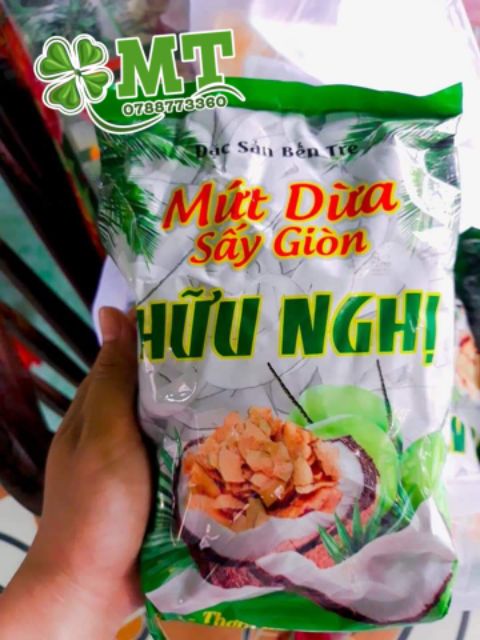 MT
0788773360
Đặc Sản Bến Tre
Mứt Dừa
Sấy Giòn
HỮU NGHỊ